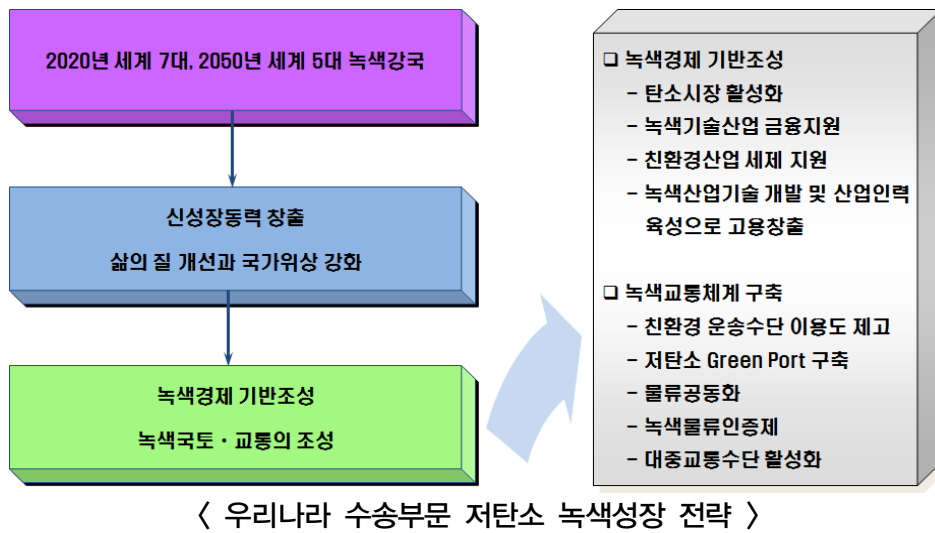 2020년 세계 7대, 2050년 세계 5대 녹색강국
신성장동력 창출
삶의 질 개선과 국가위상 강화
녹색경제 기반조성
녹색국토・교통의 조성
❑ 녹색경제 기반조성
- 탄소시장 활성화
- 녹색기술산업 금융지원
- 친환경산업 세제 지원
- 녹색산업기술 개발 및 산업인력
육성으로 고용창출
❑ 녹색교통체계 구축
- 친환경 운송수단 이용도 제고
- 저탄소 Green Port 구축
- 물류공동화
- 녹색물류인증제
- 대중교통수단 활성화
〈 우리나라 수송부문 저탄소 녹색성장 전략 〉